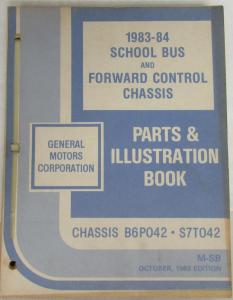 1983-84
SCHOOL BUS
AND
FORWARD CONTROL
CHASSIS
GENERAL
MOTORS
CORPORATION
PARTS &
ILLUSTRATION
BOOK
CHASSIS B6P042 • S7T042
M-SB
OCTOBER, 1983 EDITION